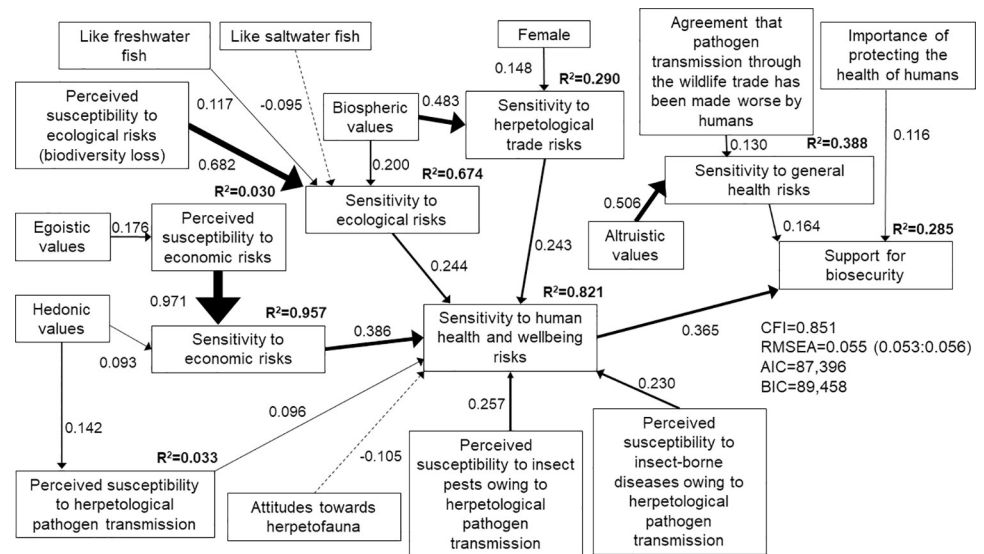 Like freshwater
fish
Like saltwater fish
Female
Agreement that
pathogen
transmission through
the wildlife trade has
been made worse by
humans
Importance of
protecting the
health of humans
Perceived
susceptibility to
ecological risks
(biodiversity loss)
0.117
-0.095
0.148
R²=0.290
Biospheric
values
0.483
Sensitivity to
herpetological
trade risks
0.682
0.200
R²=0.674
0.130
R²=0.388
0.116
Sensitivity to general
health risks
R²=0.030
Sensitivity to
ecological risks
Egoistic
values
0.176
Perceived
susceptibility to
economic risks
0.506
Altruistic
values
0.164
R²=0.285
Support for
biosecurity
0.244
0.243
0.971
R²=0.957
R²=0.821
Hedonic
values
0.093
Sensitivity to
economic risks
0.386
Sensitivity to human
health and wellbeing
risks
0.365
CFI=0.851
RMSEA=0.055 (0.053:0.056)
AIC=87,396
BIC=89,458
0.142
0.096
0.257
0.230
R²=0.033
-0.105
Perceived susceptibility
to herpetological
pathogen transmission
Attitudes towards
herpetofauna
Perceived
susceptibility to insect
pests owing to
herpetological
pathogen
transmission
Perceived
susceptibility to
insect-borne
diseases owing to
herpetological
pathogen
transmission